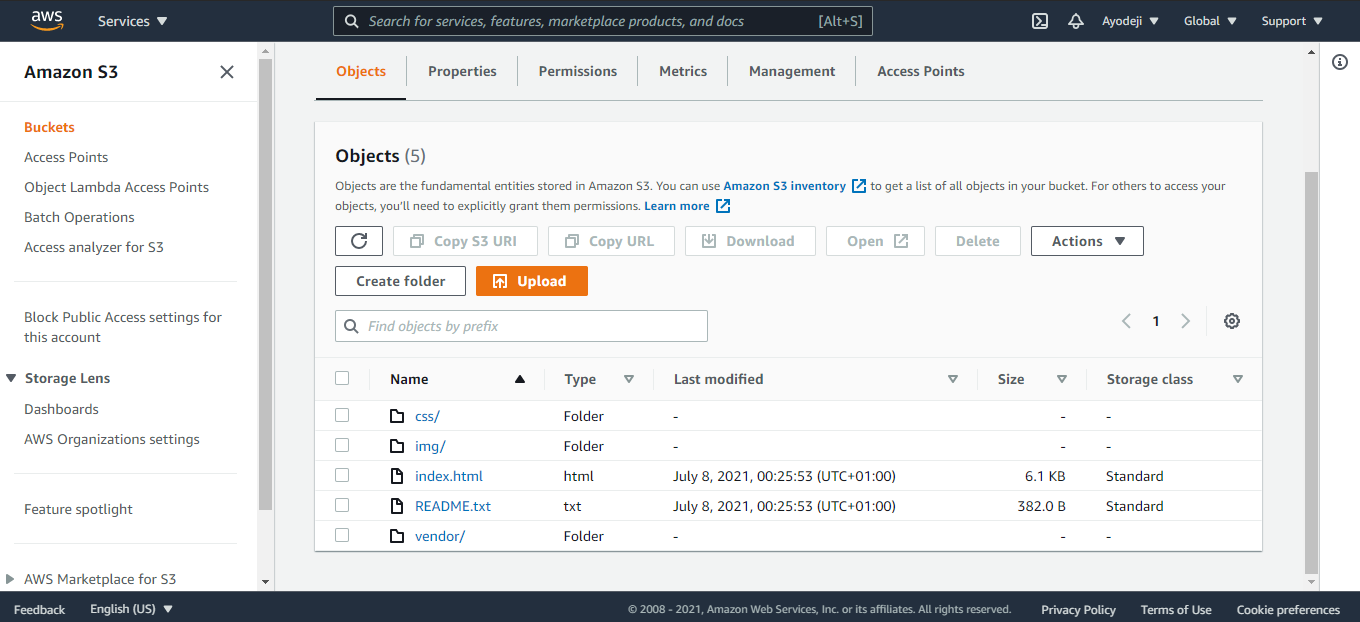 aws Services Search for services, features, marketplace products, and docs [Alt+S] Ayodeji Global Support
Amazon S3
Buckets
Access Points
Object Lambda Access Points
Batch Operations
Access analyzer for S3
Block Public Access settings for
this account
Storage Lens
Dashboards
AWS Organizations settings
Feature spotlight
AWS Marketplace for S3
Objects Properties Permissions Metrics Management Access Points
Objects (5)
Objects are the fundamental entities stored in Amazon S3. You can use Amazon S3 inventory to get a list of all objects in your bucket. For others to access your
objects, you'll need to explicitly grant them permissions. Learn more
Copy S3 URI Copy URL Download Open Delete Actions
Create folder Upload
Find objects by prefix 1
Name Type Last modified Size Storage class
css/ Folder - - -
img/ Folder - - -
index.html html July 8, 2021, 00:25:53 (UTC+01:00) 6.1 KB Standard
README.txt txt July 8, 2021, 00:25:53 (UTC+01:00) 382.0 B Standard
vendor/ Folder - - -
Feedback English (US) © 2008 - 2021, Amazon Web Services, Inc. or its affiliates. All rights reserved. Privacy Policy Terms of Use Cookie preferences